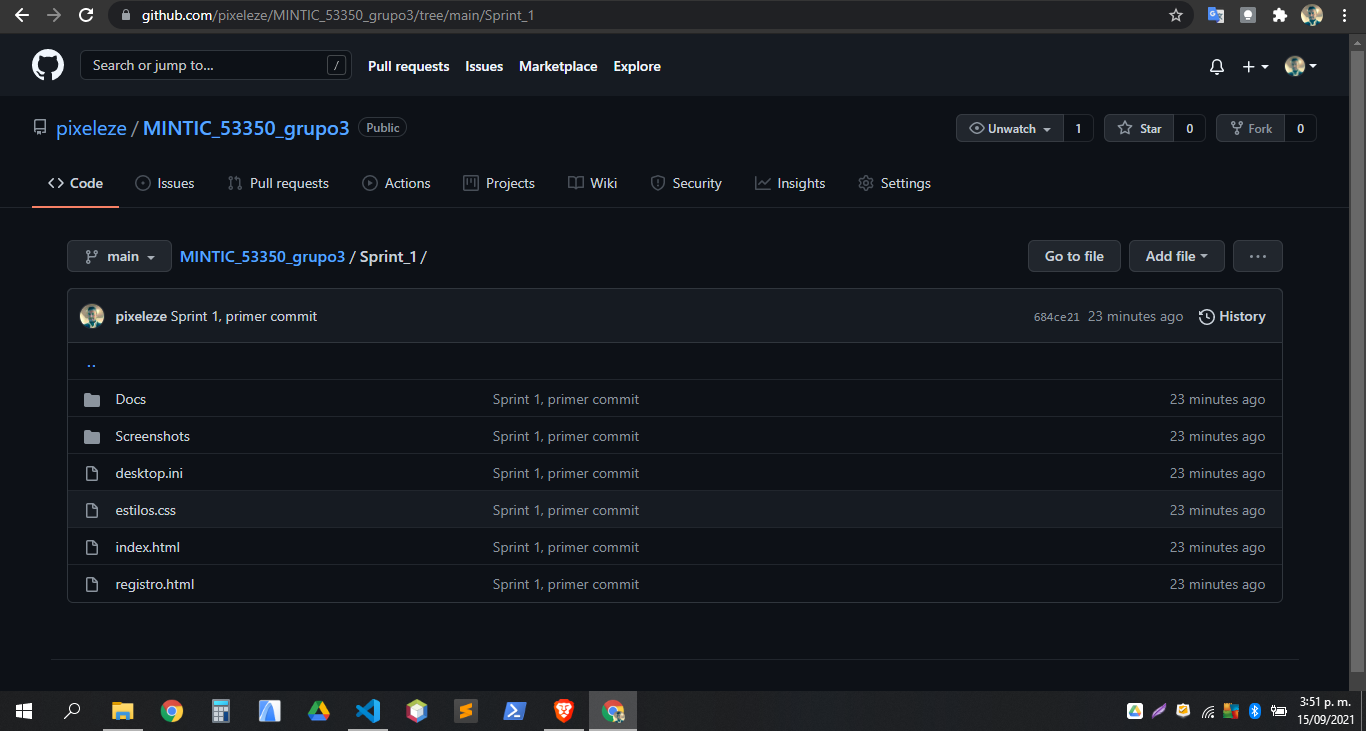 github.com/pixeleze/MINTIC_53350_grupo3/tree/main/Sprint_1
Search or jump to... /
Pull requests Issues Marketplace Explore
pixeleze / MINTIC_53350_grupo3 Public
Unwatch 1 Star 0 Fork 0
Code Issues Pull requests Actions Projects Wiki Security Insights Settings
main MINTIC_53350_grupo3 / Sprint_1 / Go to file Add file ...
pixeleze Sprint 1, primer commit 684ce21 23 minutes ago History
..
Docs Sprint 1, primer commit 23 minutes ago
Screenshots Sprint 1, primer commit 23 minutes ago
desktop.ini Sprint 1, primer commit 23 minutes ago
estilos.css Sprint 1, primer commit 23 minutes ago
index.html Sprint 1, primer commit 23 minutes ago
registro.html Sprint 1, primer commit 23 minutes ago
3:51 p. m.
15/09/2021